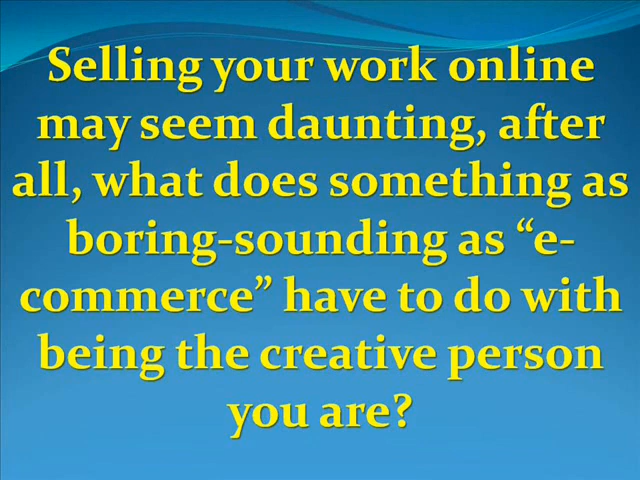 Selling your work online
may seem daunting, after
all, what does something as
boring-sounding as “e-
commerce” have to do with
being the creative person
you are?